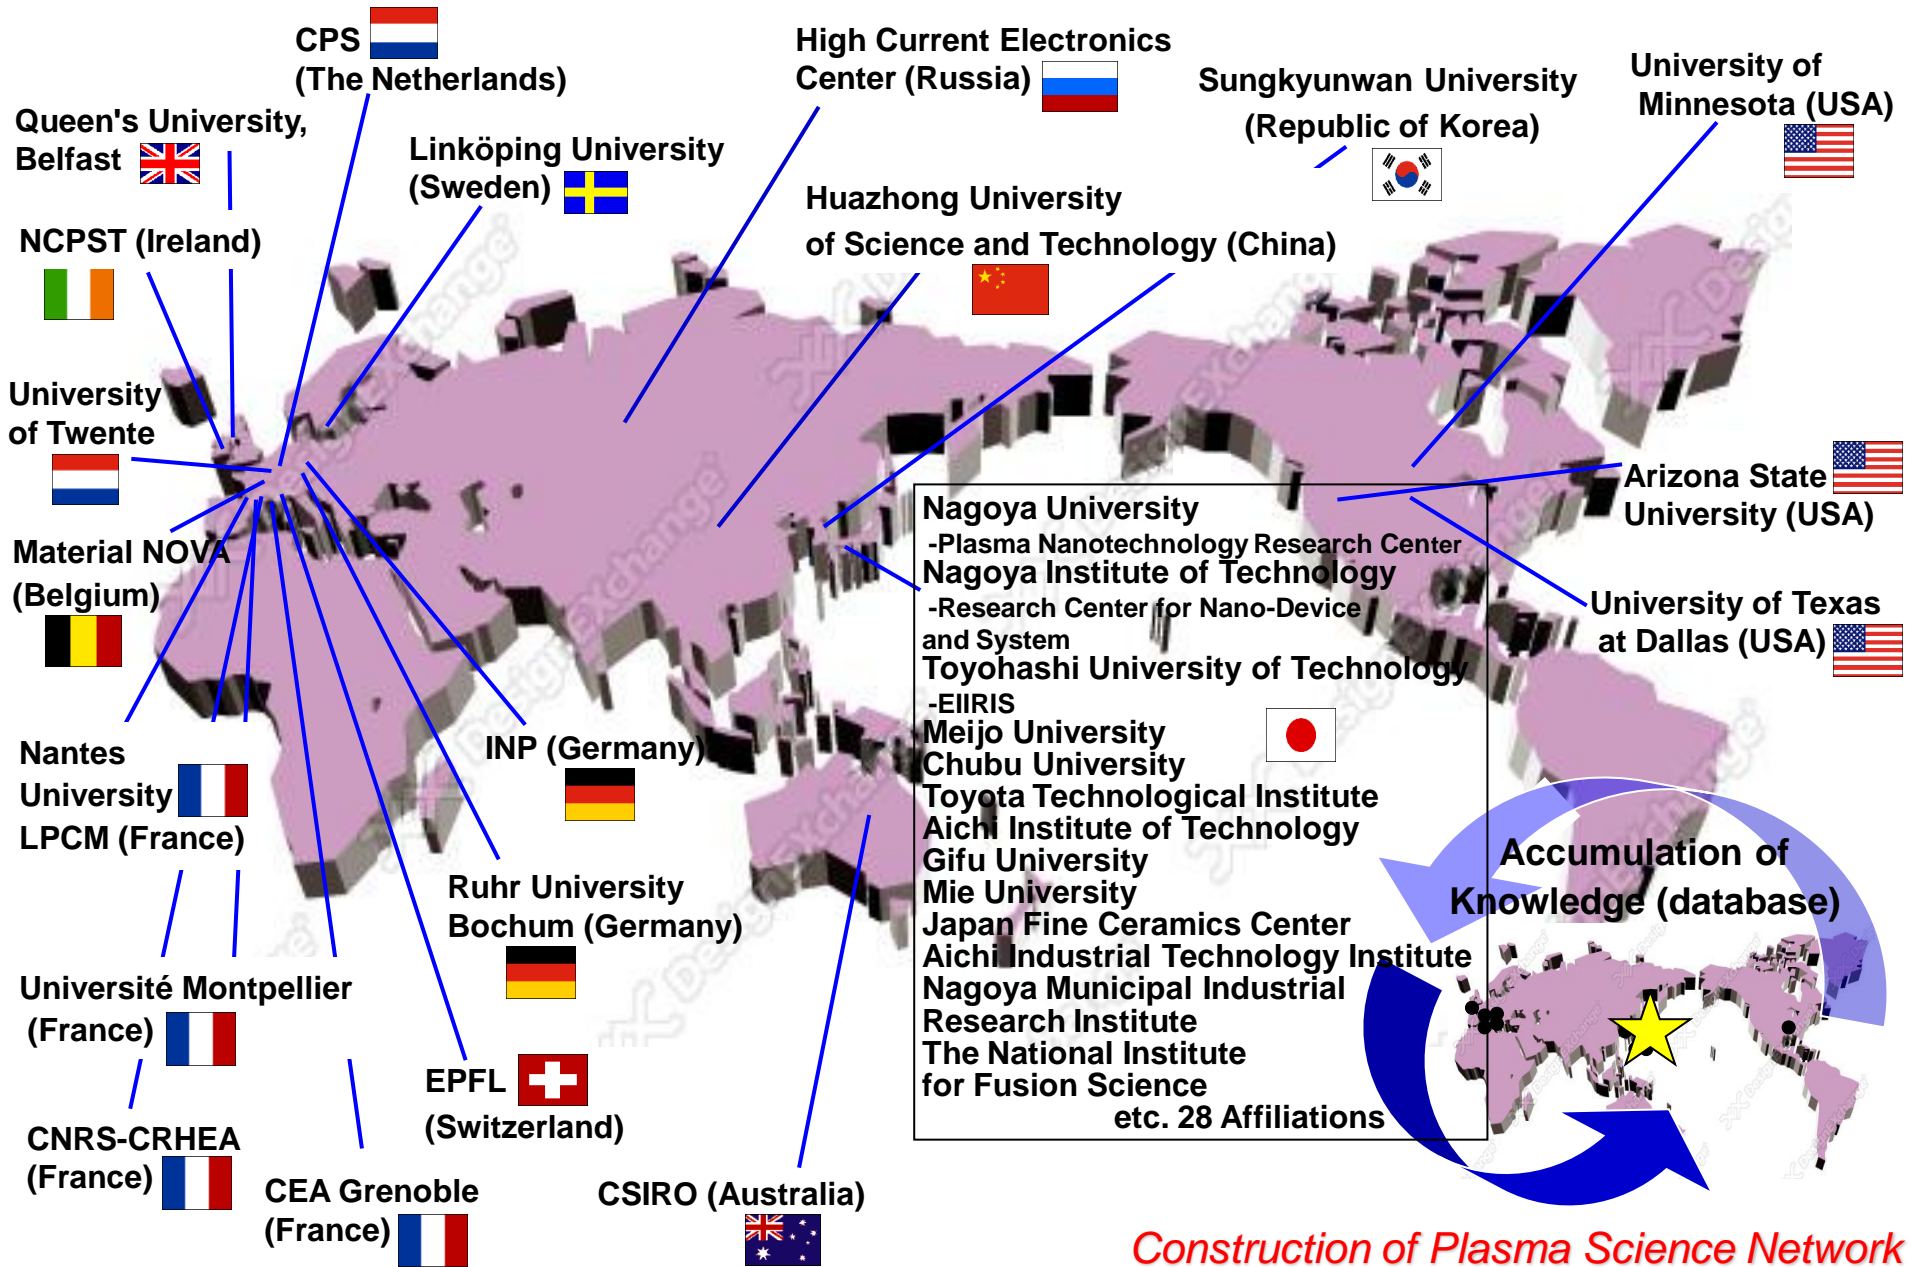 CPS
(The Netherlands)
High Current Electronics
Center (Russia)
Sungkyunwan University
(Republic of Korea)
University of
Minnesota (USA)
Queen's University,
Belfast
Linköping University
(Sweden)
Huazhong University
of Science and Technology (China)
NCPST (Ireland)
University
of Twente
Arizona State
University (USA)
Material NOVA
(Belgium)
University of Texas
at Dallas (USA)
Nagoya University
-Plasma Nanotechnology Research Center
Nagoya Institute of Technology
-Research Center for Nano-Device
and System
Toyohashi University of Technology
-EIIRIS
Meijo University
Chubu University
Toyota Technological Institute
Aichi Institute of Technology
Gifu University
Mie University
Japan Fine Ceramics Center
Aichi Industrial Technology Institute
Nagoya Municipal Industrial
Research Institute
The National Institute
for Fusion Science
etc. 28 Affiliations
Nantes
University
LPCM (France)
INP (Germany)
Ruhr University
Bochum (Germany)
Accumulation of
Knowledge (database)
Université Montpellier
(France)
EPFL
(Switzerland)
CNRS-CRHEA
(France)
CEA Grenoble
(France)
CSIRO (Australia)
Construction of Plasma Science Network